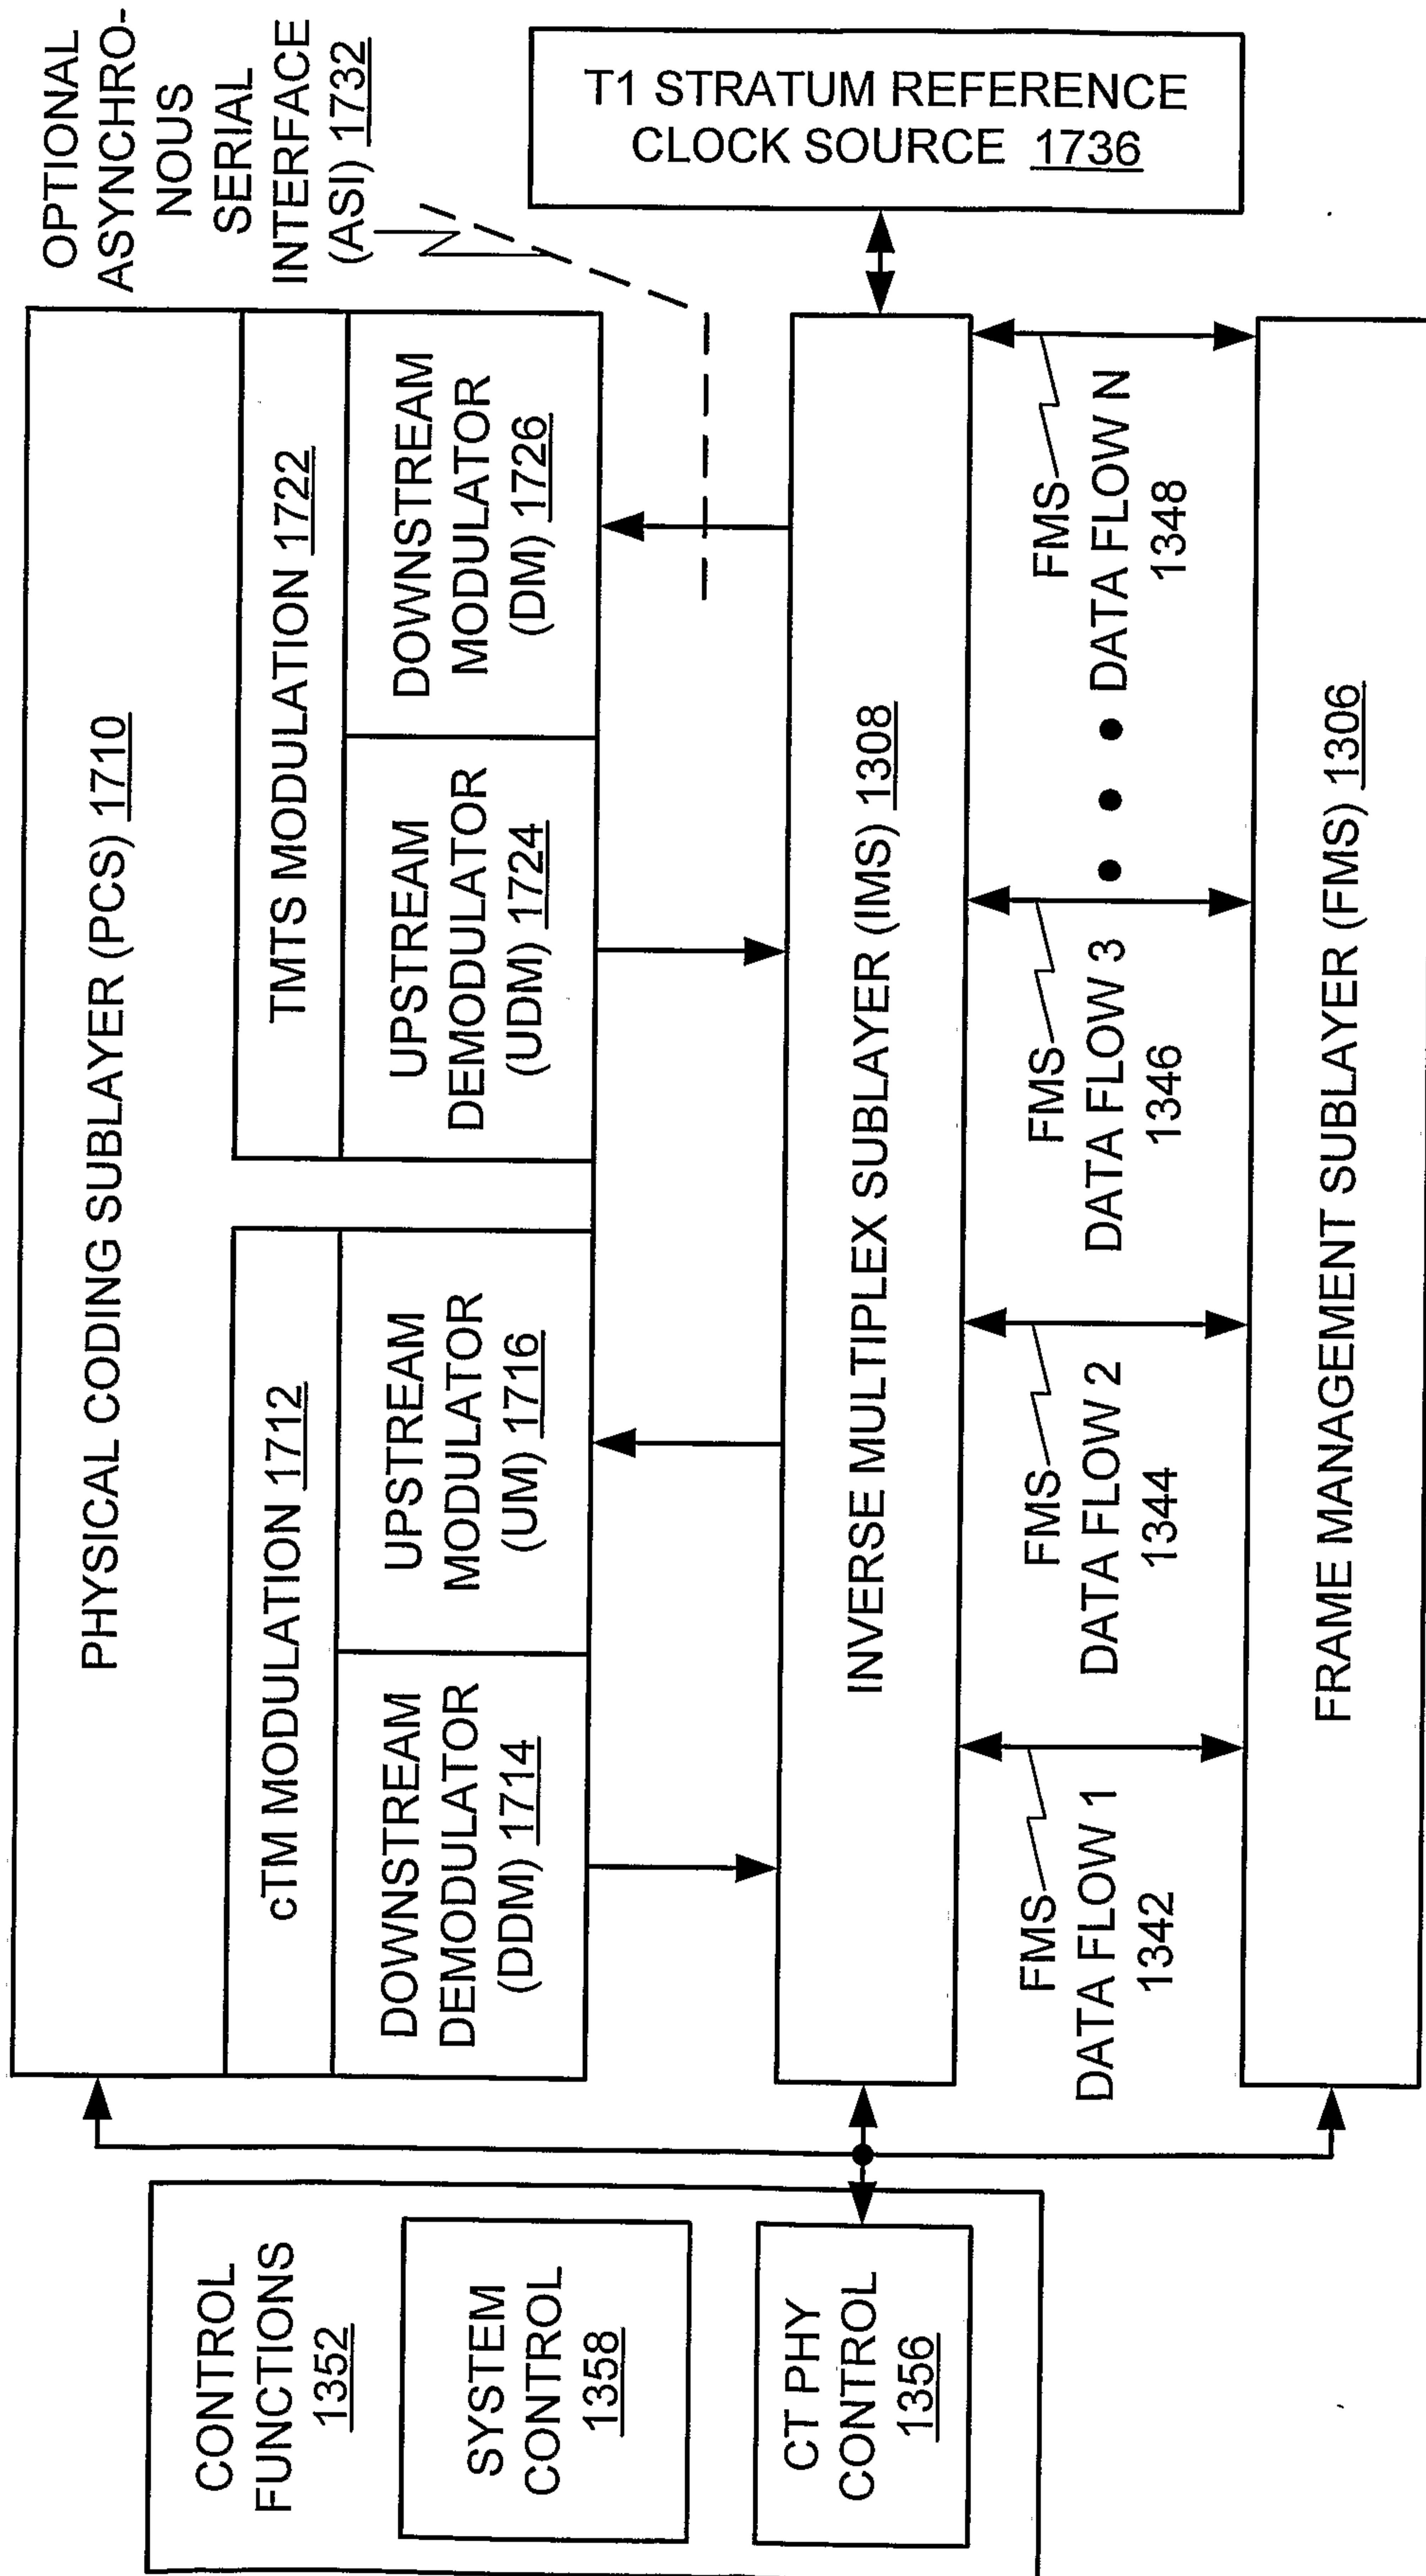 OPTIONAL
ASYNCHRO-
NOUS
SERIAL
INTERFACE
(ASI) 1732
T1 STRATUM REFERENCE
CLOCK SOURCE 1736
PHYSICAL CODING SUBLAYER (PCS) 1710
cTM MODULATION 1712
TMTS MODULATION 1722
DOWNSTREAM
DEMODULATOR
(DDM) 1714
UPSTREAM
MODULATOR
(UM) 1716
UPSTREAM
DEMODULATOR
(UDM) 1724
DOWNSTREAM
MODULATOR
(DM) 1726
INVERSE MULTIPLEX SUBLAYER (IMS) 1308
FMS
DATA FLOW 1
1342
FMS
DATA FLOW 2
1344
FMS
DATA FLOW 3
1346
FMS
DATA FLOW N
1348
FRAME MANAGEMENT SUBLAYER (FMS) 1306
CONTROL
FUNCTIONS
1352
SYSTEM
CONTROL
1358
CT PHY
CONTROL
1356